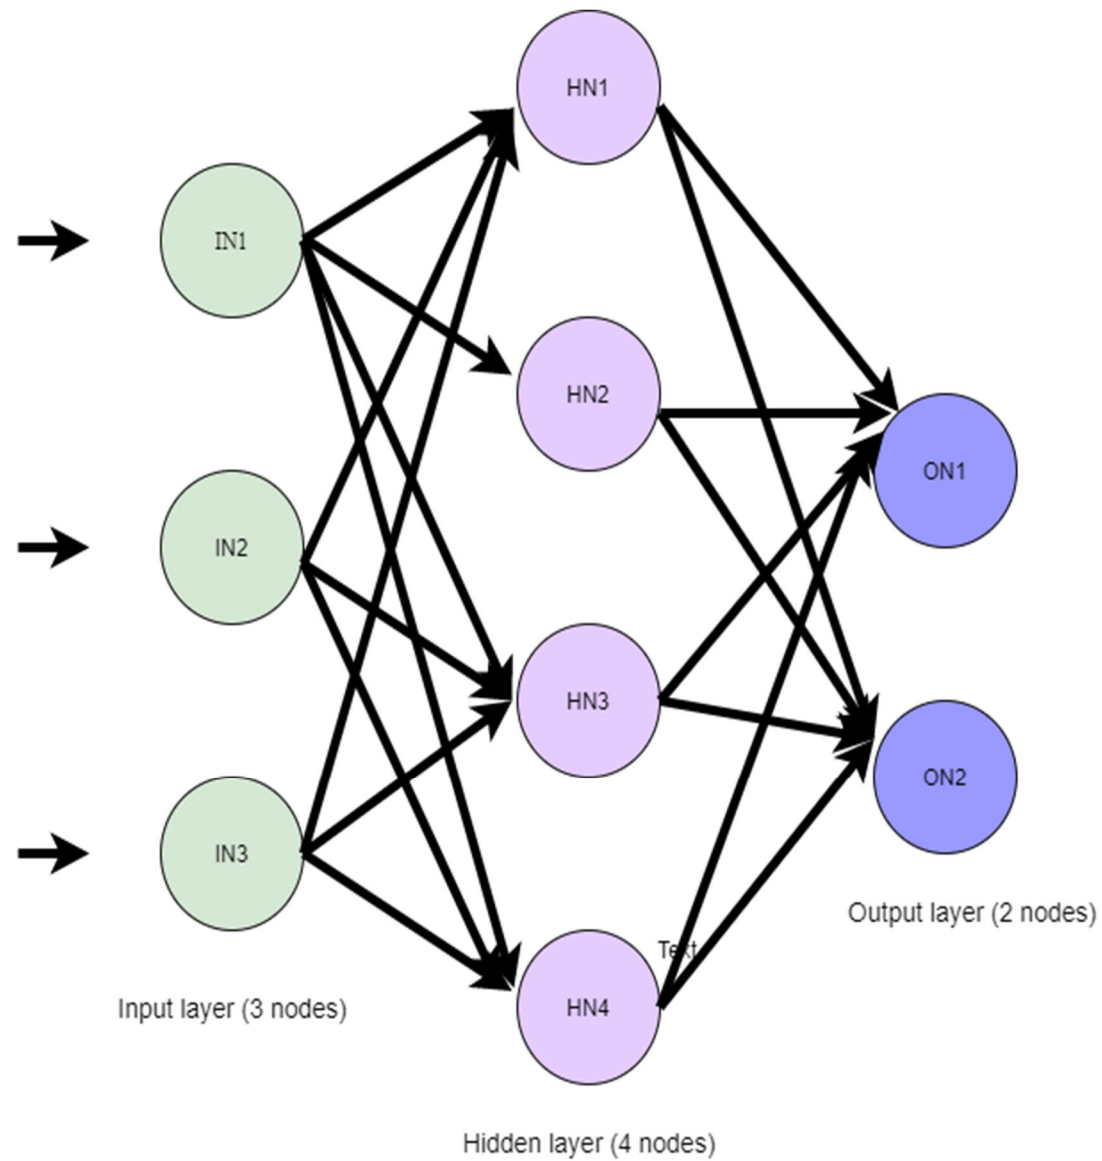 HN1
IN1
HN2
ON1
IN2
HN3
ON2
IN3
Output layer (2 nodes)
Text
HN4
Input layer (3 nodes)
Hidden layer (4 nodes)